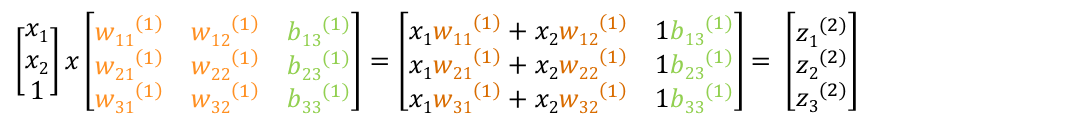 x₁ w₁₁⁽¹⁾ w₁₂⁽¹⁾ b₁₃⁽¹⁾ x₁w₁₁⁽¹⁾ + x₂w₁₂⁽¹⁾ 1b₁₃⁽¹⁾ z₁⁽²⁾
x₂ x w₂₁⁽¹⁾ w₂₂⁽¹⁾ b₂₃⁽¹⁾ = x₁w₂₁⁽¹⁾ + x₂w₂₂⁽¹⁾ 1b₂₃⁽¹⁾ = z₂⁽²⁾
1 w₃₁⁽¹⁾ w₃₂⁽¹⁾ b₃₃⁽¹⁾ x₁w₃₁⁽¹⁾ + x₂w₃₂⁽¹⁾ 1b₃₃⁽¹⁾ z₃⁽²⁾